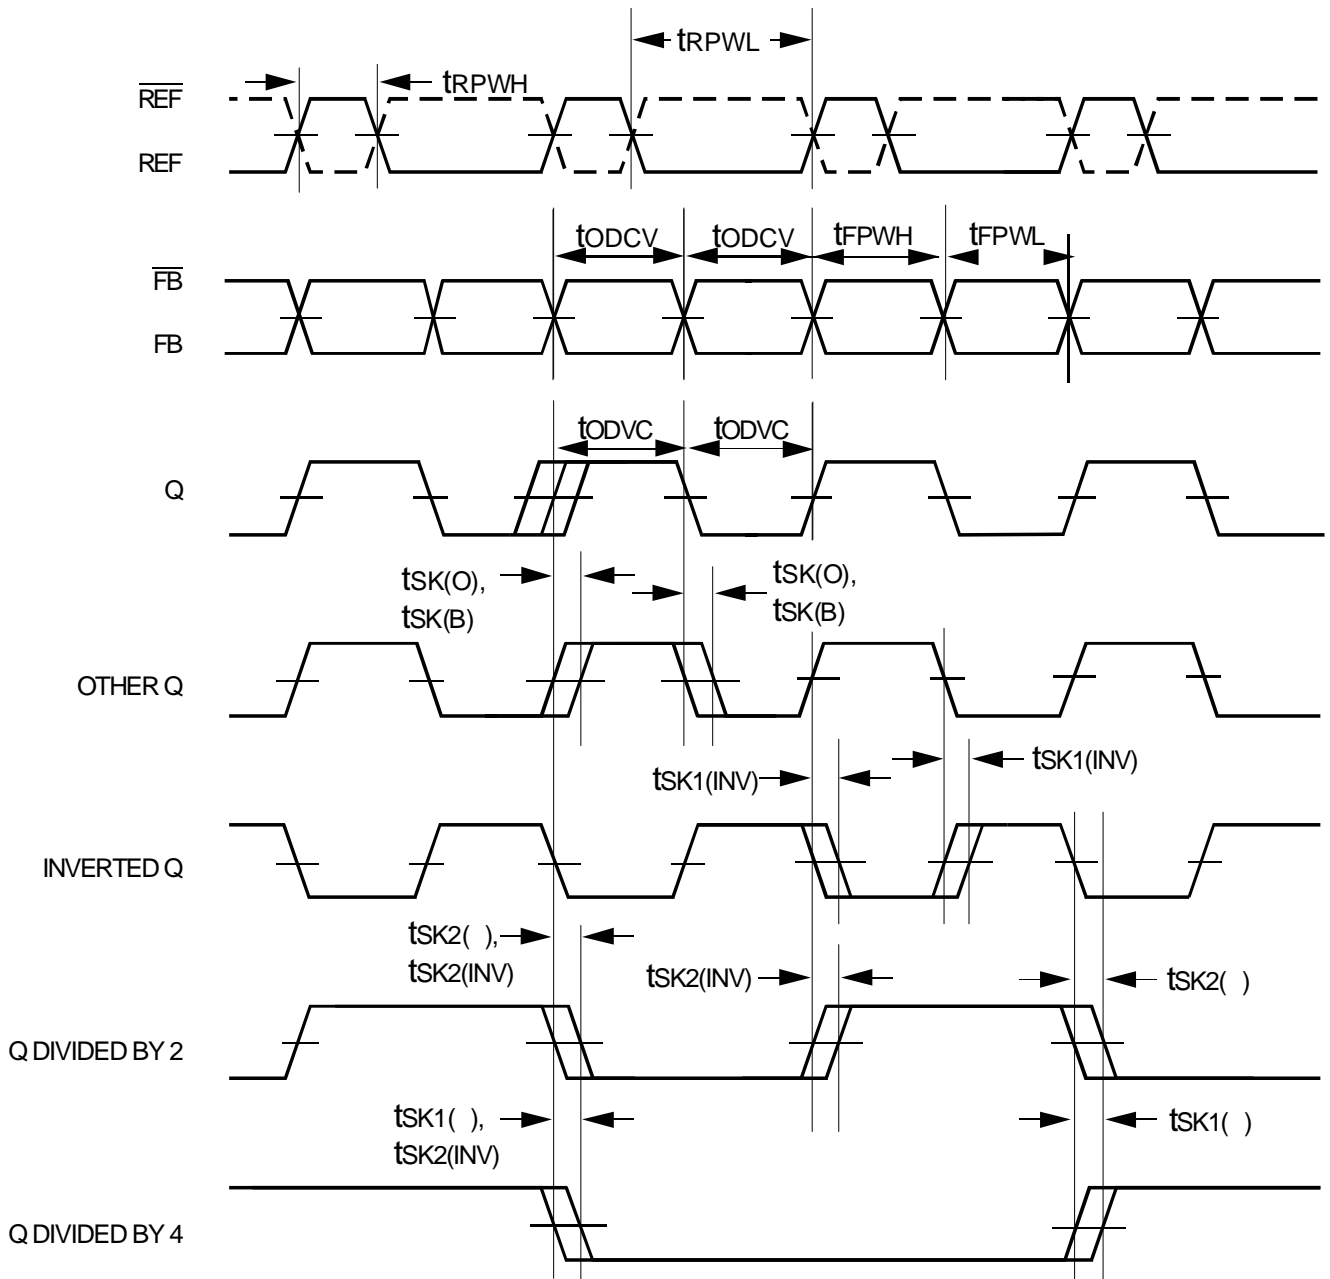 tRPWL
tRPWH
REF
REF
tODCV
tODCV
tFPWH
tFPWL
FB
FB
tODVC
tODVC
Q
tSK(O),
tSK(B)
tSK(O),
tSK(B)
OTHER Q
tSK1(INV)
tSK1(INV)
INVERTED Q
tSK2( ),
tSK2(INV)
tSK2(INV)
tSK2( )
Q DIVIDED BY 2
tSK1( ),
tSK2(INV)
tSK1( )
Q DIVIDED BY 4